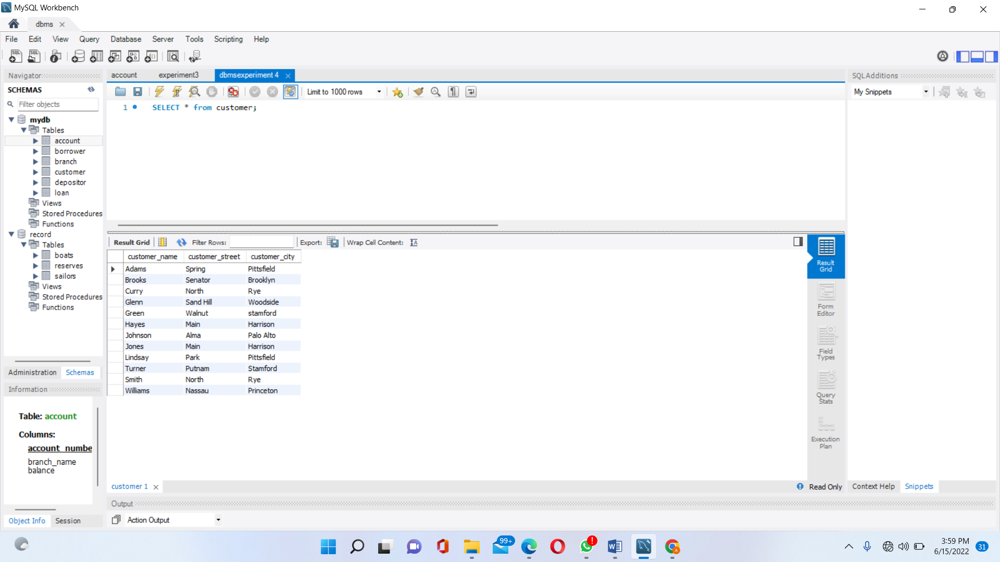 MySQL Workbench
dbms
File Edit View Query Database Server Tools Scripting Help
Navigator
SCHEMAS
Filter objects
mydb
Tables
account
borrower
branch
customer
depositor
loan
Views
Stored Procedures
Functions
record
Tables
boats
reserves
sailors
Views
Stored Procedures
Functions
Administration Schemas
Information
Table: account
Columns:
account_numbe
branch_name
balance
Object Info Session
account experiment3 dbmsexperiment 4
Limit to 1000 rows
1 SELECT * from customer;
Result Grid Filter Rows: Export: Wrap Cell Content:
customer_name customer_street customer_city
Adams Spring Pittsfield
Brooks Senator Brooklyn
Curry North Rye
Glenn Sand Hill Woodside
Green Walnut stamford
Hayes Main Harrison
Johnson Alma Palo Alto
Jones Main Harrison
Lindsay Park Pittsfield
Turner Putnam Stamford
Smith North Rye
Williams Nassau Princeton
Result
Grid
Form
Editor
Field
Types
Query
Stats
Execution
Plan
customer 1
Read Only
Output
Action Output
SQLAdditions
My Snippets
Context Help Snippets
99+
3:59 PM
6/15/2022
31